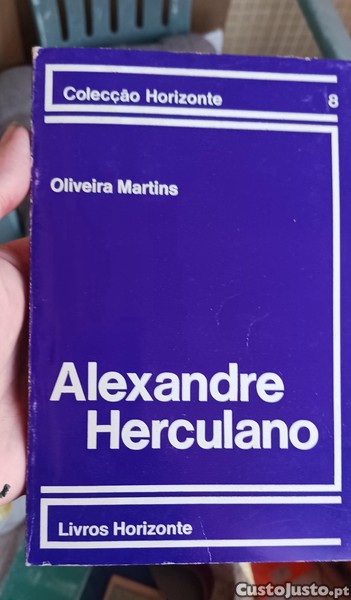 Colecção Horizonte 8
Oliveira Martins
Alexandre
Herculano
Livros Horizonte
CustoJusto.pt